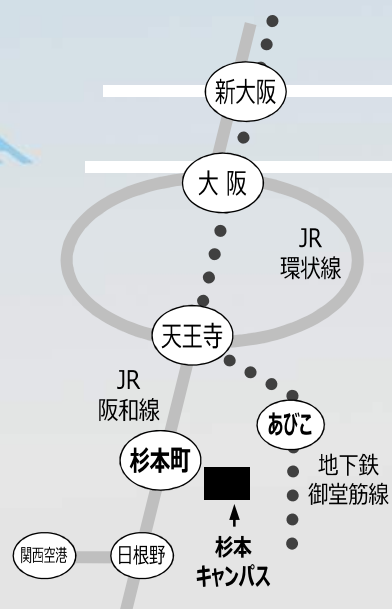 新大阪
大 阪
JR
環状線
天王寺
JR
阪和線
あびこ
杉本町
地下鉄
御堂筋線
杉本
キャンパス
関西空港
日根野